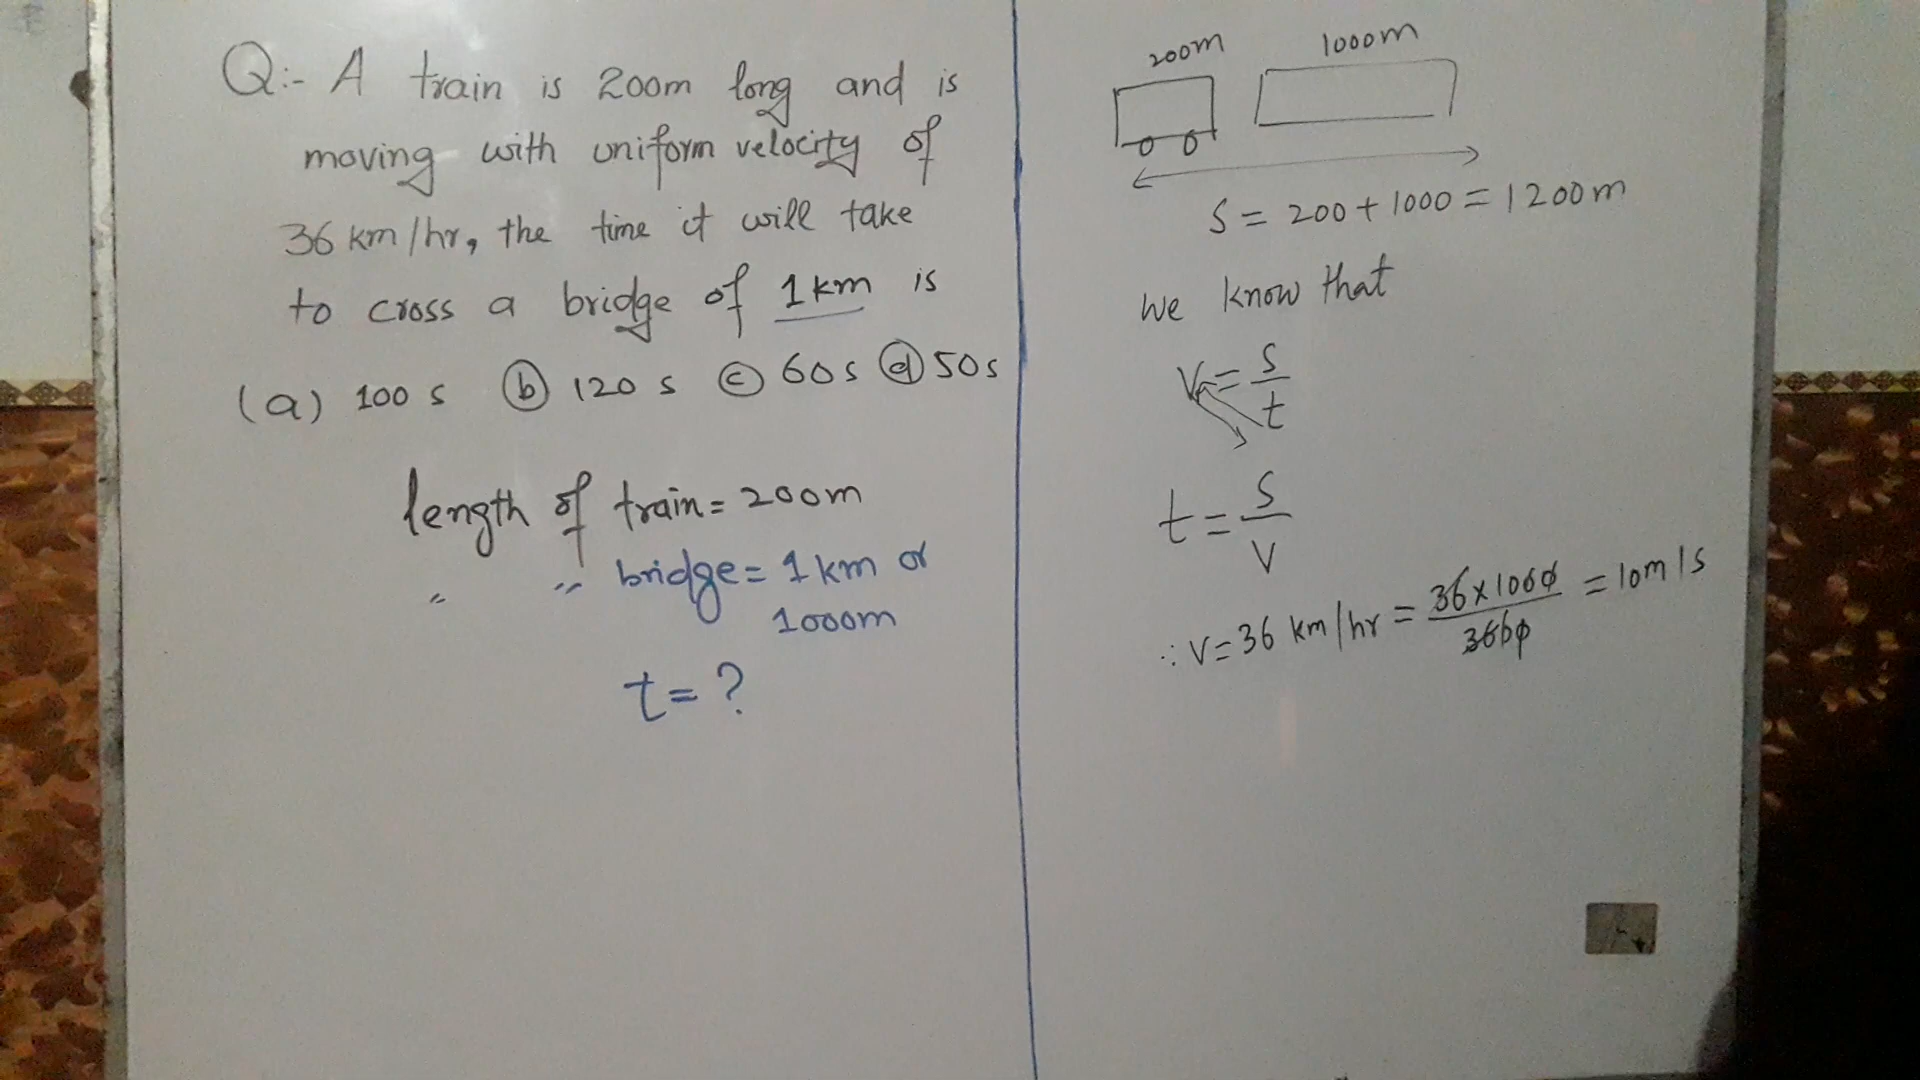 Q:- A train is 200m long and is
moving with uniform velocity of
36 km/hr, the time it will take
to cross a bridge of 1 km is
(a) 100 s (b) 120 s (c) 60 s (d) 50 s
length of train = 200m
" " bridge = 1 km or
1000m
t = ?
200m 1000m
S = 200 + 1000 = 1200m
We know that
V = S/t
t = S/V
∵ V = 36 km/hr = 36×1000/3600 = 10m/s